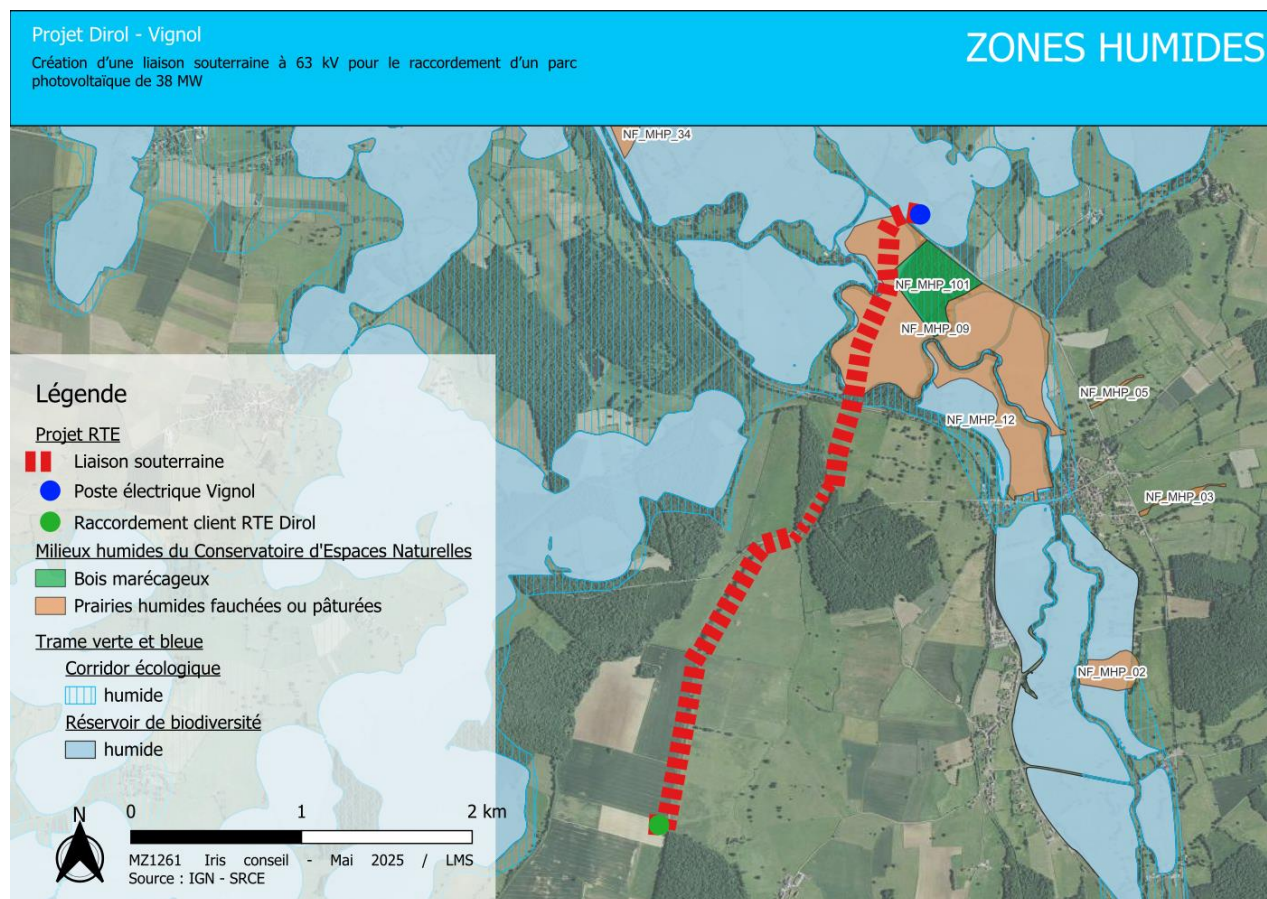 Projet Dirol - Vignol
ZONES HUMIDES
Création d'une liaison souterraine à 63 kV pour le raccordement d'un parc
photovoltaïque de 38 MW
NF_MHP_34
NF_MHP_101
NF_MHP_09
NF_MHP_05
NF_MHP_12
NF_MHP_03
NF_MHP_02
Légende
Projet RTE
Liaison souterraine
Poste électrique Vignol
Raccordement client RTE Dirol
Milieux humides du Conservatoire d'Espaces Naturelles
Bois marécageux
Prairies humides fauchées ou pâturées
Trame verte et bleue
Corridor écologique
humide
Réservoir de biodiversité
humide
N
0 1 2 km
MZ1261 Iris conseil - Mai 2025 / LMS
Source : IGN - SRCE